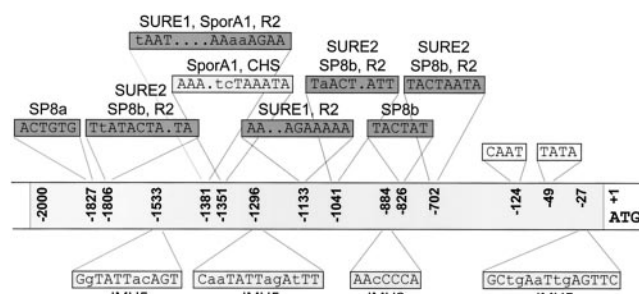 SURE1, SporA1, R2
tAAT....AAaaAGAA
SporA1, CHS
AAA.tcTAAATA
SURE2
SP8b, R2
TaACT.ATT
SURE2
SP8b, R2
TACTAATA
SP8a
ACTGTG
SURE2
SP8b, R2
TtATACTA.TA
SURE1, R2
AA..AGAAAAA
SP8b
TACTAT
CAAT
TATA
-2000
-1827
-1806
-1533
-1381
-1351
-1296
-1133
-1041
-884
-826
-702
-124
-49
-27
+1
ATG
GgTATTacAGT
CaaTATTagAtTT
AAcCCCA
GCtgAaTtgAGTTC